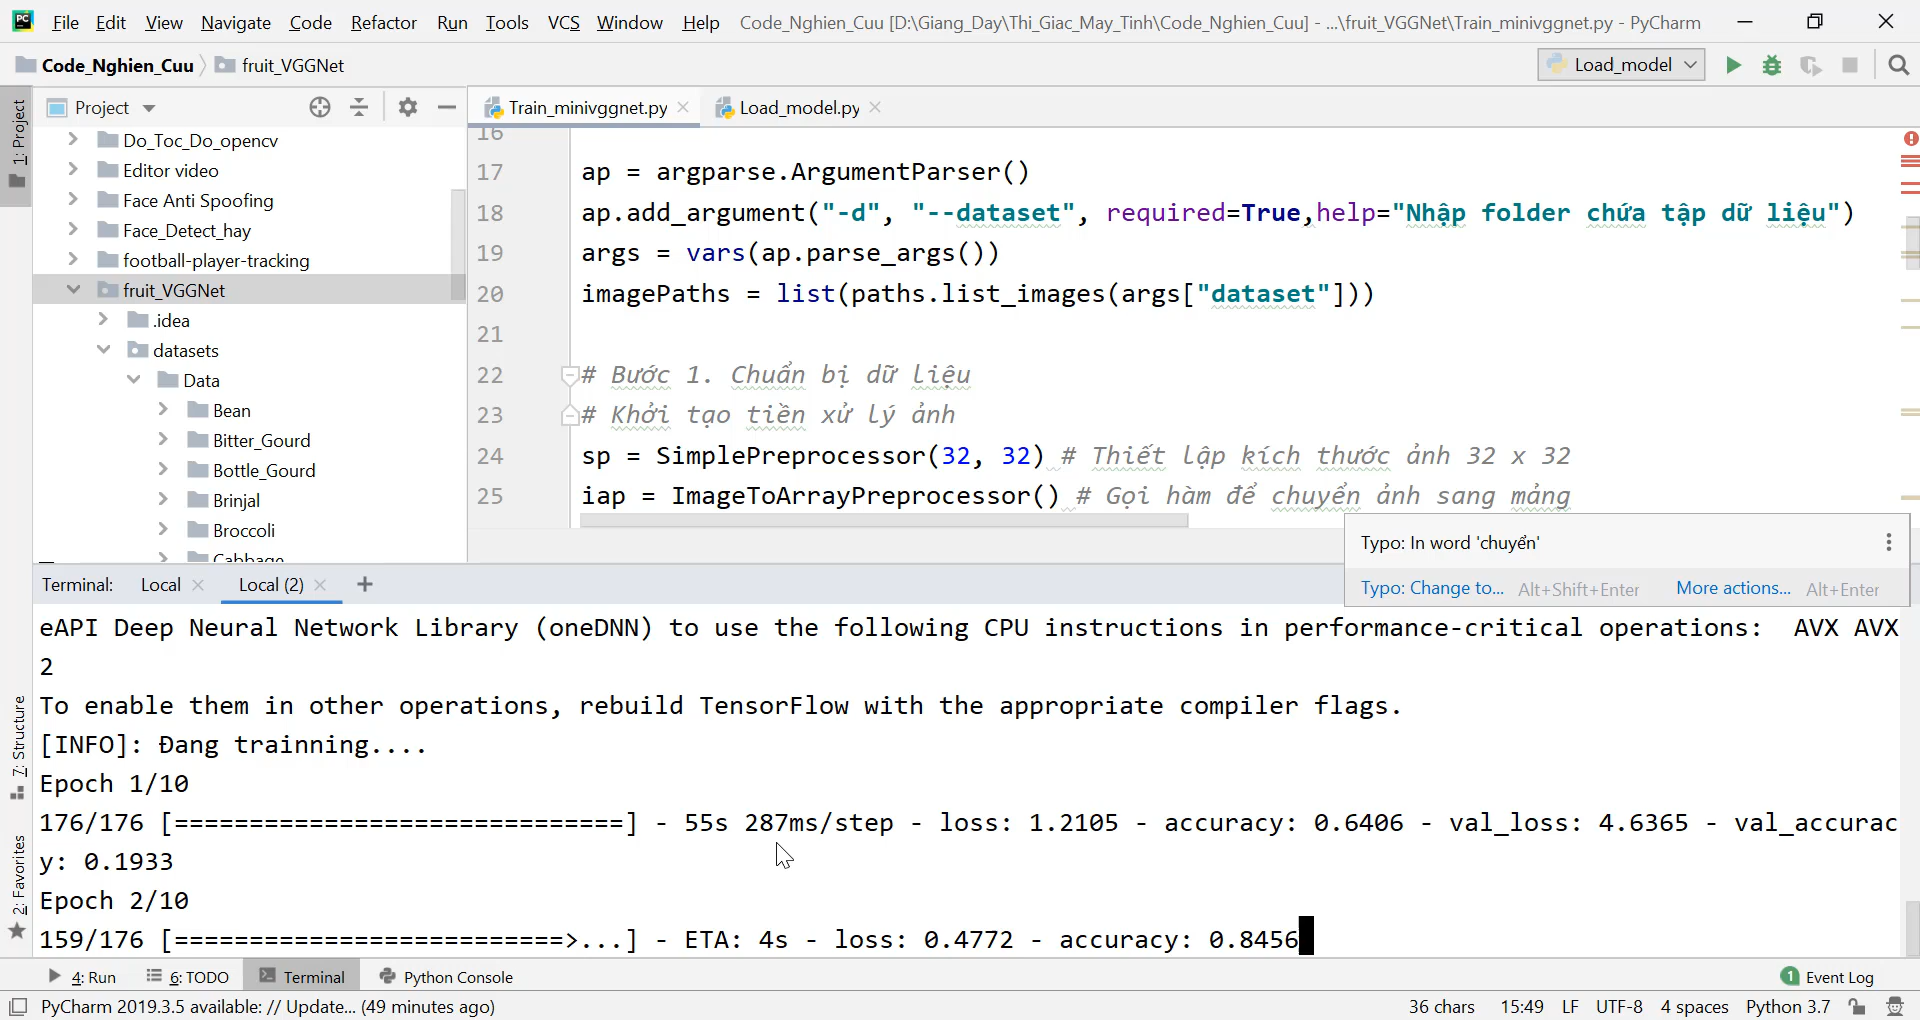 File Edit View Navigate Code Refactor Run Tools VCS Window Help Code_Nghien_Cuu [D:\Giang_Day\Thi_Giac_May_Tinh\Code_Nghien_Cuu] - ...\fruit_VGGNet\Train_minivggnet.py - PyCharm
Code_Nghien_Cuu fruit_VGGNet Load_model
1: Project
Project
Do_Toc_Do_opencv
Editor video
Face Anti Spoofing
Face_Detect_hay
football-player-tracking
fruit_VGGNet
.idea
datasets
Data
Bean
Bitter_Gourd
Bottle_Gourd
Brinjal
Broccoli
Cabbage
Train_minivggnet.py Load_model.py
16
17 ap = argparse.ArgumentParser()
18 ap.add_argument("-d", "--dataset", required=True,help="Nhập folder chứa tập dữ liệu")
19 args = vars(ap.parse_args())
20 imagePaths = list(paths.list_images(args["dataset"]))
21
22 # Bước 1. Chuẩn bị dữ liệu
23 # Khởi tạo tiền xử lý ảnh
24 sp = SimplePreprocessor(32, 32) # Thiết lập kích thước ảnh 32 x 32
25 iap = ImageToArrayPreprocessor() # Gọi hàm để chuyển ảnh sang mảng
Typo: In word 'chuyển'
Typo: Change to... Alt+Shift+Enter More actions... Alt+Enter
Terminal: Local Local (2)
eAPI Deep Neural Network Library (oneDNN) to use the following CPU instructions in performance-critical operations:  AVX AVX
2
To enable them in other operations, rebuild TensorFlow with the appropriate compiler flags.
[INFO]: Đang trainning....
Epoch 1/10
176/176 [==============================] - 55s 287ms/step - loss: 1.2105 - accuracy: 0.6406 - val_loss: 4.6365 - val_accurac
y: 0.1933
Epoch 2/10
159/176 [==========================>...] - ETA: 4s - loss: 0.4772 - accuracy: 0.8456
7: Structure
2: Favorites
4: Run 6: TODO Terminal Python Console 1 Event Log
PyCharm 2019.3.5 available: // Update... (49 minutes ago) 36 chars 15:49 LF UTF-8 4 spaces Python 3.7